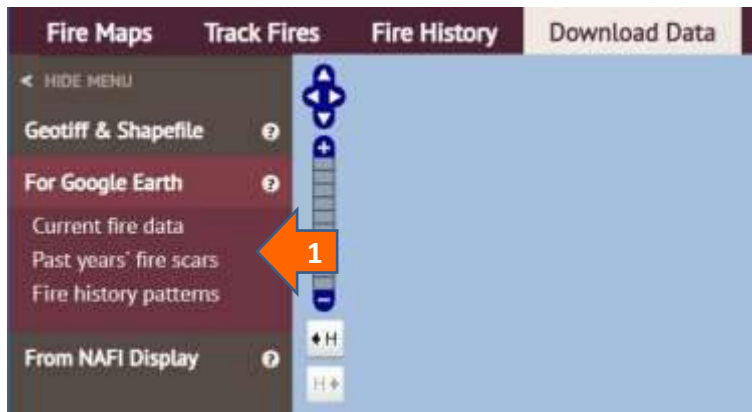 Fire Maps Track Fires Fire History Download Data
< HIDE MENU
Geotiff & Shapefile ?
For Google Earth ?
Current fire data
Past years' fire scars
Fire history patterns
1
From NAFI Display ?
H
H